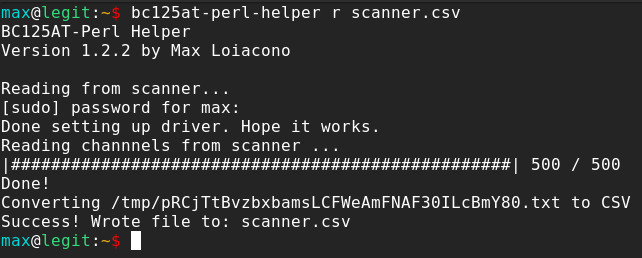 max@legit:~$ bc125at-perl-helper r scanner.csv
BC125AT-Perl Helper
Version 1.2.2 by Max Loiacono

Reading from scanner...
[sudo] password for max:
Done setting up driver. Hope it works.
Reading channnels from scanner ...
|##################################################| 500 / 500
Done!
Converting /tmp/pRCjTtBvzbxbamsLCFWeAmFNAF30ILcBmY80.txt to CSV
Success! Wrote file to: scanner.csv
max@legit:~$